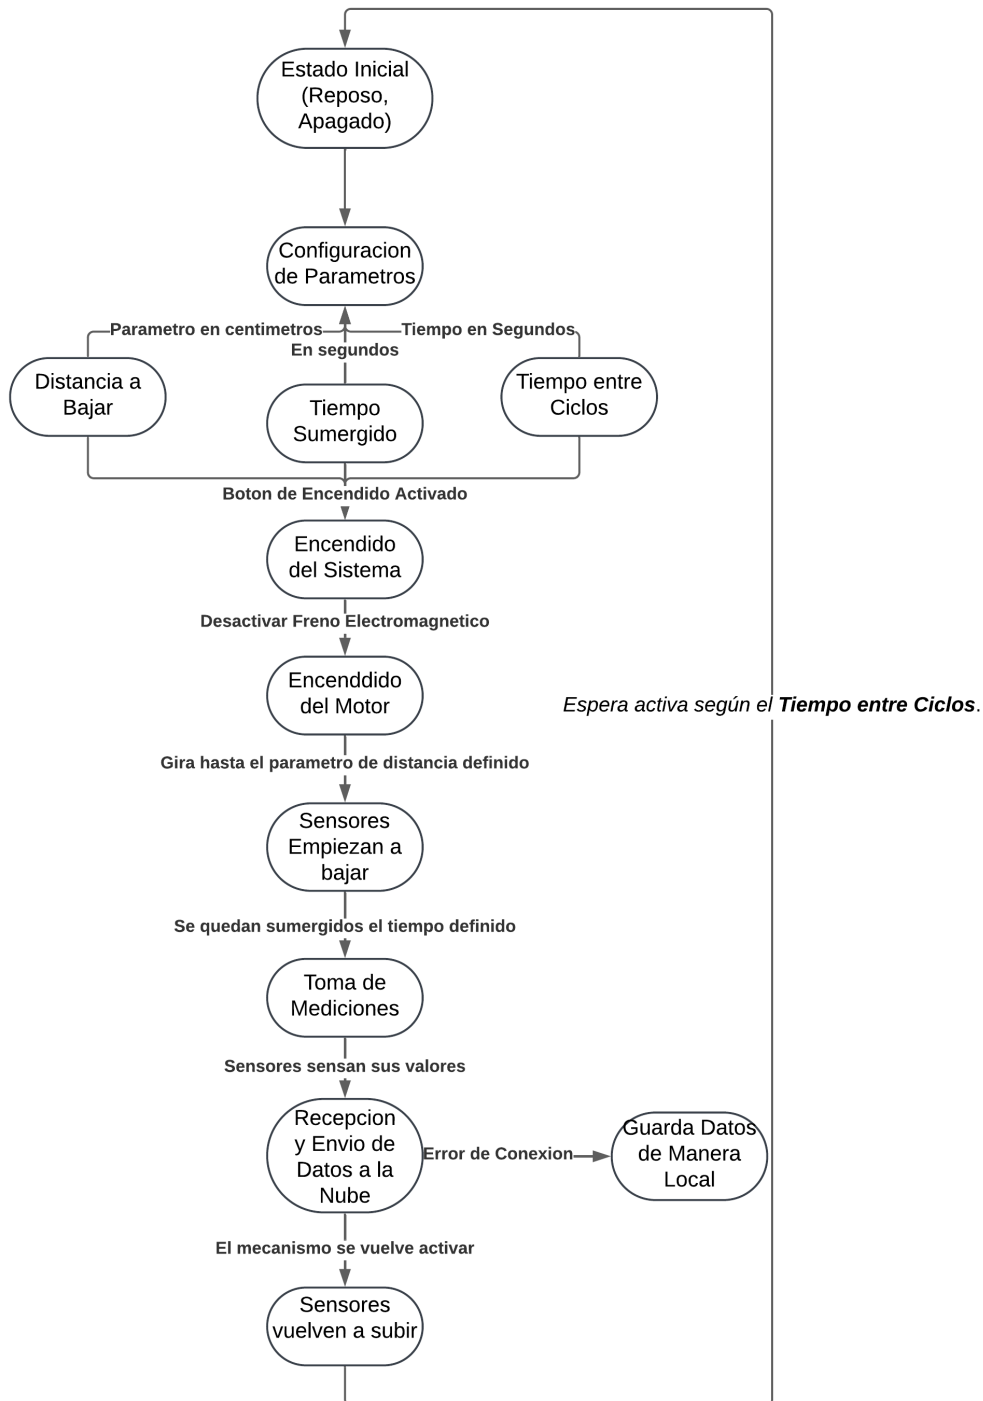 Estado Inicial
(Reposo,
Apagado)
Configuracion
de Parametros
Parametro en centimetros
Tiempo en Segundos
En segundos
Distancia a
Bajar
Tiempo
Sumergido
Tiempo entre
Ciclos
Boton de Encendido Activado
Encendido
del Sistema
Desactivar Freno Electromagnetico
Encenddido
del Motor
Espera activa según el Tiempo entre Ciclos.
Gira hasta el parametro de distancia definido
Sensores
Empiezan a
bajar
Se quedan sumergidos el tiempo definido
Toma de
Mediciones
Sensores sensan sus valores
Recepcion
y Envio de
Datos a la
Nube
Error de Conexion
Guarda Datos
de Manera
Local
El mecanismo se vuelve activar
Sensores
vuelven a subir